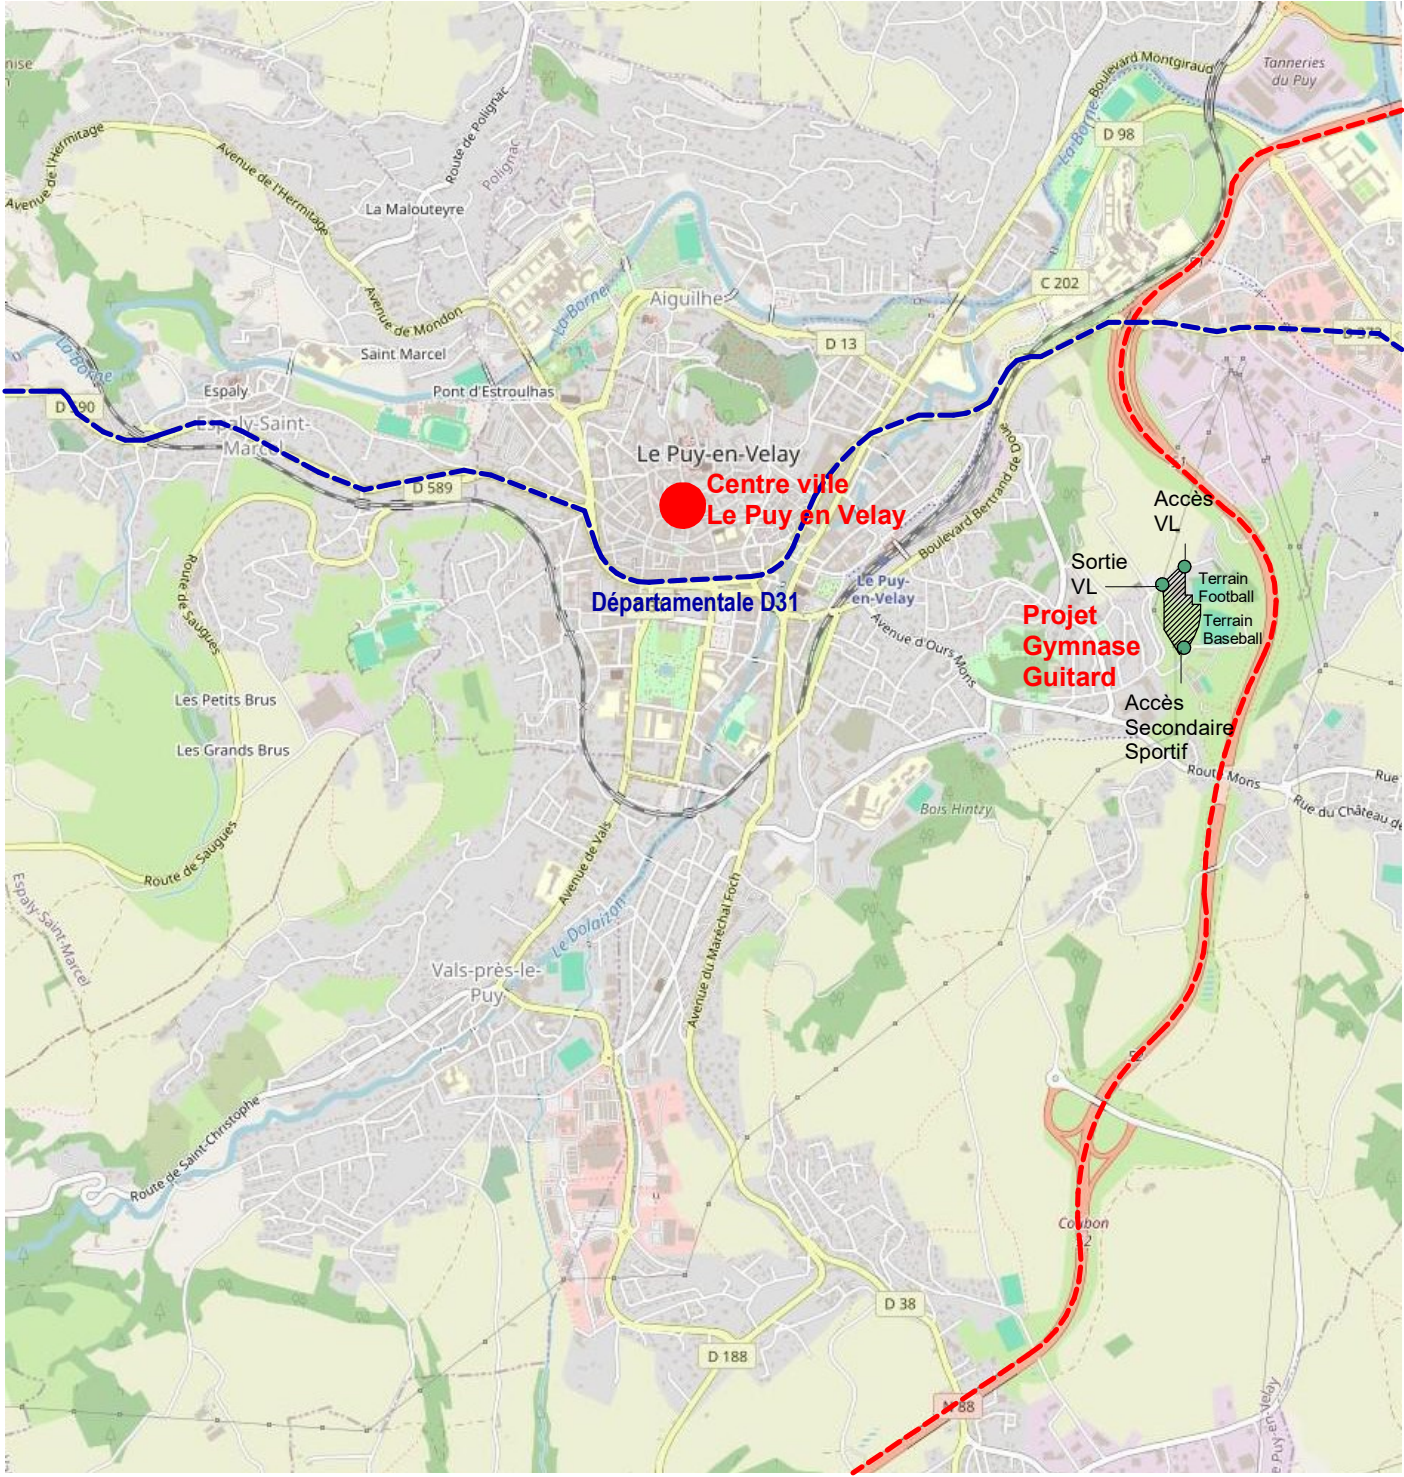 Tanneries
du Puy
Boulevard Montgiraud
La Borne
D 98
Route de Polignac
Polignac
Avenue de l'Hermitage
Avenue de l'Hermitage
La Malouteyre
C 202
Aiguilhe
La Borne
Avenue de Mondon
D 13
Saint Marcel
La Borne
Espaly
Pont d'Estroulhas
Espaly-Saint-
D 589
Le Puy-en-Velay
Centre ville
Le Puy en Velay
Boulevard Bertrand de Doue
Accès
VL
Sortie
VL
Terrain
Football
Terrain
Baseball
Projet
Gymnase
Guitard
Accès
Secondaire
Sportif
Le Puy-
en-Velay
Départamentale D31
Avenue d'Ours Mons
Route de Saugues
Les Petits Brus
Les Grands Brus
Route de Saugues
Route Mons
Rue
Rue du Château de
Bois Hintzy
Avenue de Vals
Le Dolaizon
Avenue du Maréchal Foch
Espaly-Saint-Marcel
Vals-près-le-
Puy
Route de Saint-Christophe
D 38
D 188
N 88
e Puy-en-Velay